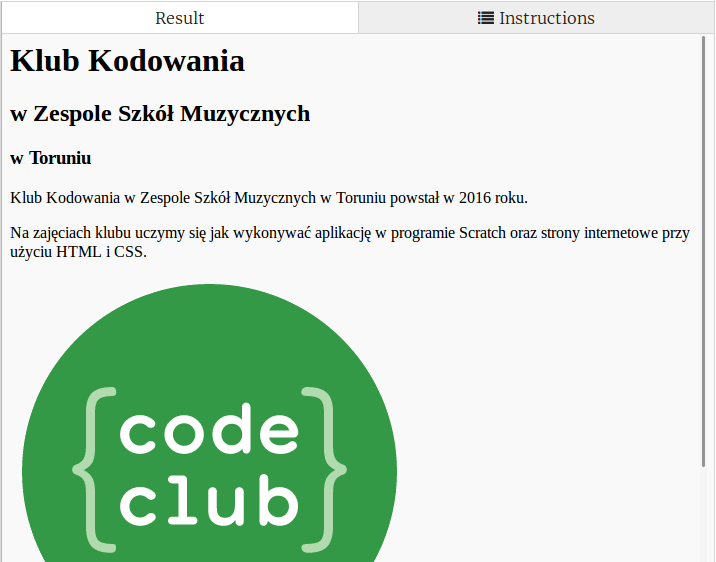 Result
Instructions
Klub Kodowania
w Zespole Szkół Muzycznych
w Toruniu
Klub Kodowania w Zespole Szkół Muzycznych w Toruniu powstał w 2016 roku.
Na zajęciach klubu uczymy się jak wykonywać aplikację w programie Scratch oraz strony internetowe przy
użyciu HTML i CSS.
{code
club}